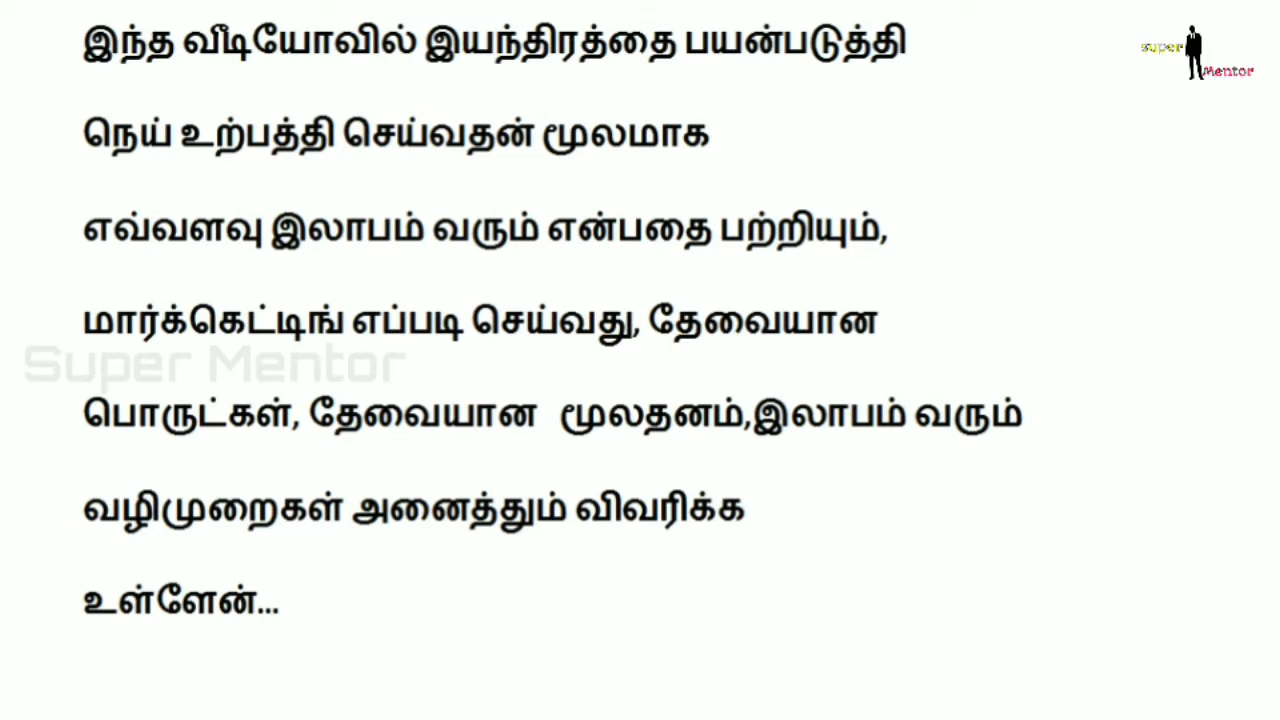 இந்த வீடியோவில் இயந்திரத்தை பயன்படுத்தி
super
Mentor
நெய் உற்பத்தி செய்வதன் மூலமாக
எவ்வளவு இலாபம் வரும் என்பதை பற்றியும்,
மார்க்கெட்டிங் எப்படி செய்வது, தேவையான
Super Mentor
பொருட்கள், தேவையான மூலதனம்,இலாபம் வரும்
வழிமுறைகள் அனைத்தும் விவரிக்க
உள்ளேன்...